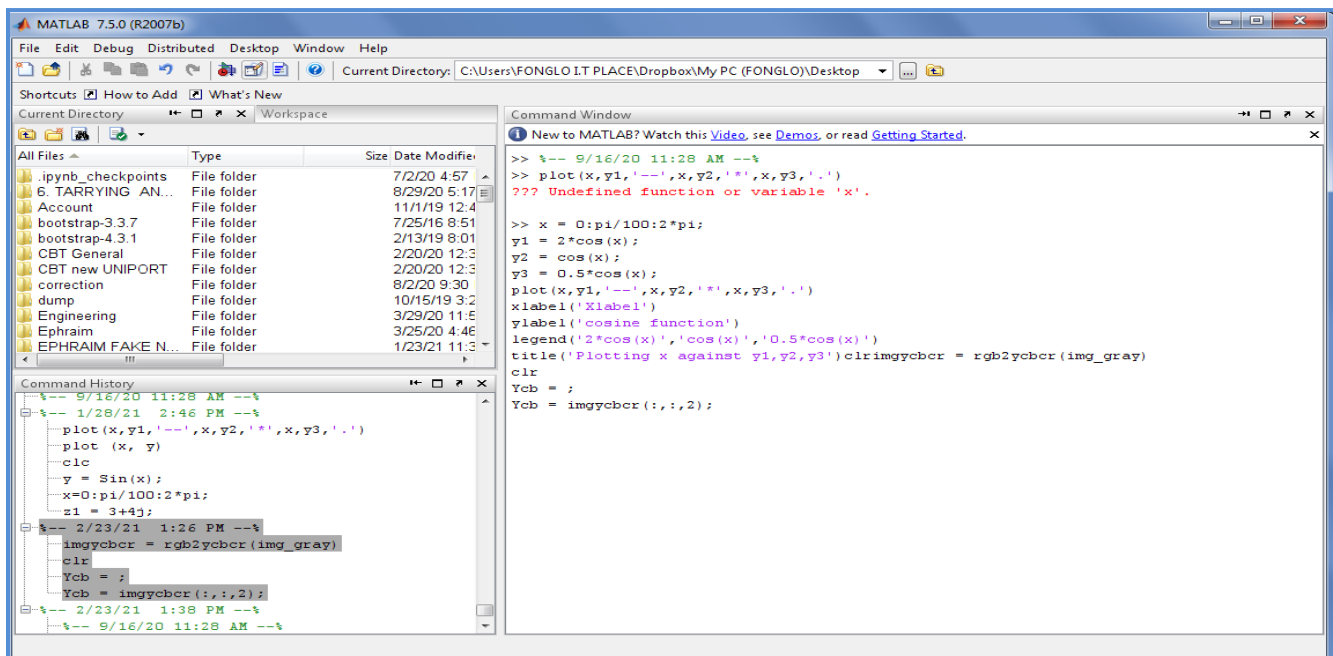 MATLAB 7.5.0 (R2007b)
File Edit Debug Distributed Desktop Window Help
Current Directory: C:\Users\FONGLO I.T PLACE\Dropbox\My PC (FONGLO)\Desktop
Shortcuts How to Add What's New
Current Directory Workspace
All Files Type Size Date Modifie
.ipynb_checkpoints File folder 7/2/20 4:57
6. TARRYING AN... File folder 8/29/20 5:17
Account File folder 11/1/19 12:4
bootstrap-3.3.7 File folder 7/25/16 8:51
bootstrap-4.3.1 File folder 2/13/19 8:01
CBT General File folder 2/20/20 12:3
CBT new UNIPORT File folder 2/20/20 12:3
correction File folder 8/2/20 9:30
dump File folder 10/15/19 3:2
Engineering File folder 3/29/20 11:5
Ephraim File folder 3/25/20 4:46
EPHRAIM FAKE N... File folder 1/23/21 11:3
Command History
%-- 9/16/20 11:28 AM --%
%-- 1/28/21 2:46 PM --%
plot(x,y1,'--',x,y2,'*',x,y3,'.')
plot (x, y)
clc
y = Sin(x);
x=0:pi/100:2*pi;
z1 = 3+4j;
%-- 2/23/21 1:26 PM --%
imgycbcr = rgb2ycbcr(img_gray)
clr
Ycb = ;
Ycb = imgycbcr(:,:,2);
%-- 2/23/21 1:38 PM --%
%-- 9/16/20 11:28 AM --%
Command Window
New to MATLAB? Watch this Video, see Demos, or read Getting Started.
>> %-- 9/16/20 11:28 AM --%
>> plot(x,y1,'--',x,y2,'*',x,y3,'.')
??? Undefined function or variable 'x'.
>> x = 0:pi/100:2*pi;
y1 = 2*cos(x);
y2 = cos(x);
y3 = 0.5*cos(x);
plot(x,y1,'--',x,y2,'*',x,y3,'.')
xlabel('Xlabel')
ylabel('cosine function')
legend('2*cos(x)','cos(x)','0.5*cos(x)')
title('Plotting x against y1,y2,y3')clrimgycbcr = rgb2ycbcr(img_gray)
clr
Ycb = ;
Ycb = imgycbcr(:,:,2);